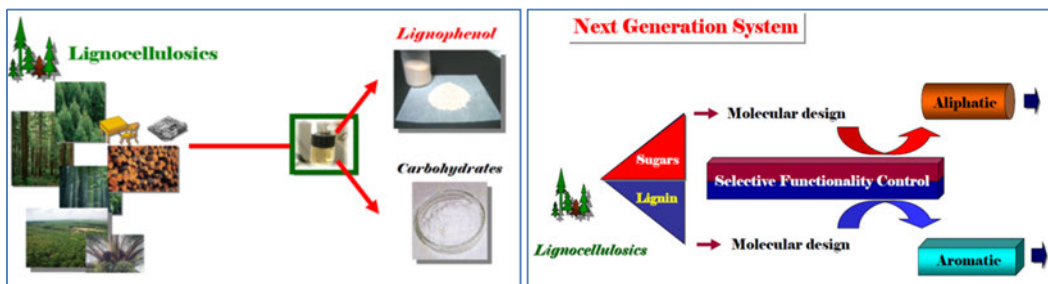 Lignocellulosics
Lignophenol
Carbohydrates
Next Generation System
Aliphatic
Molecular design
Sugars
Selective Functionality Control
Lignin
Lignocellulosics
Molecular design
Aromatic